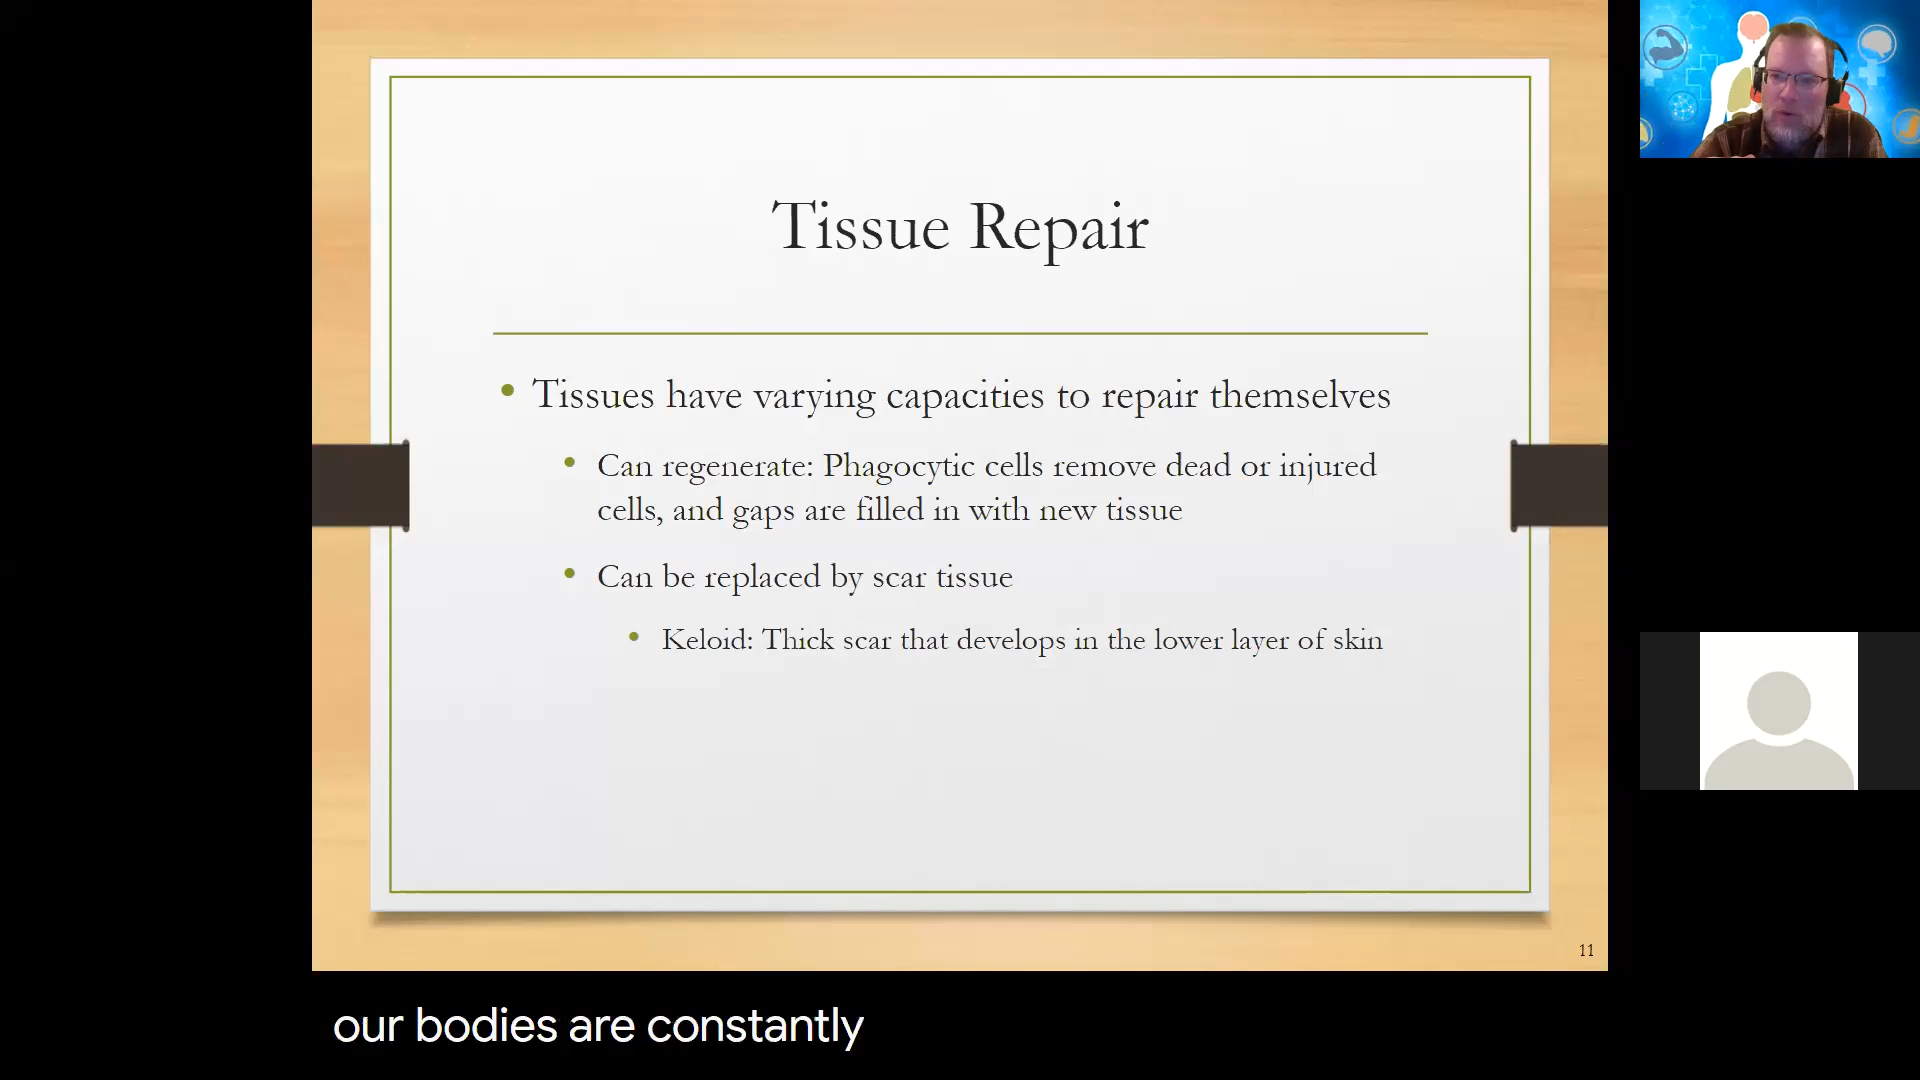 Tissue Repair
• Tissues have varying capacities to repair themselves
• Can regenerate: Phagocytic cells remove dead or injured
cells, and gaps are filled in with new tissue
• Can be replaced by scar tissue
• Keloid: Thick scar that develops in the lower layer of skin
11
our bodies are constantly